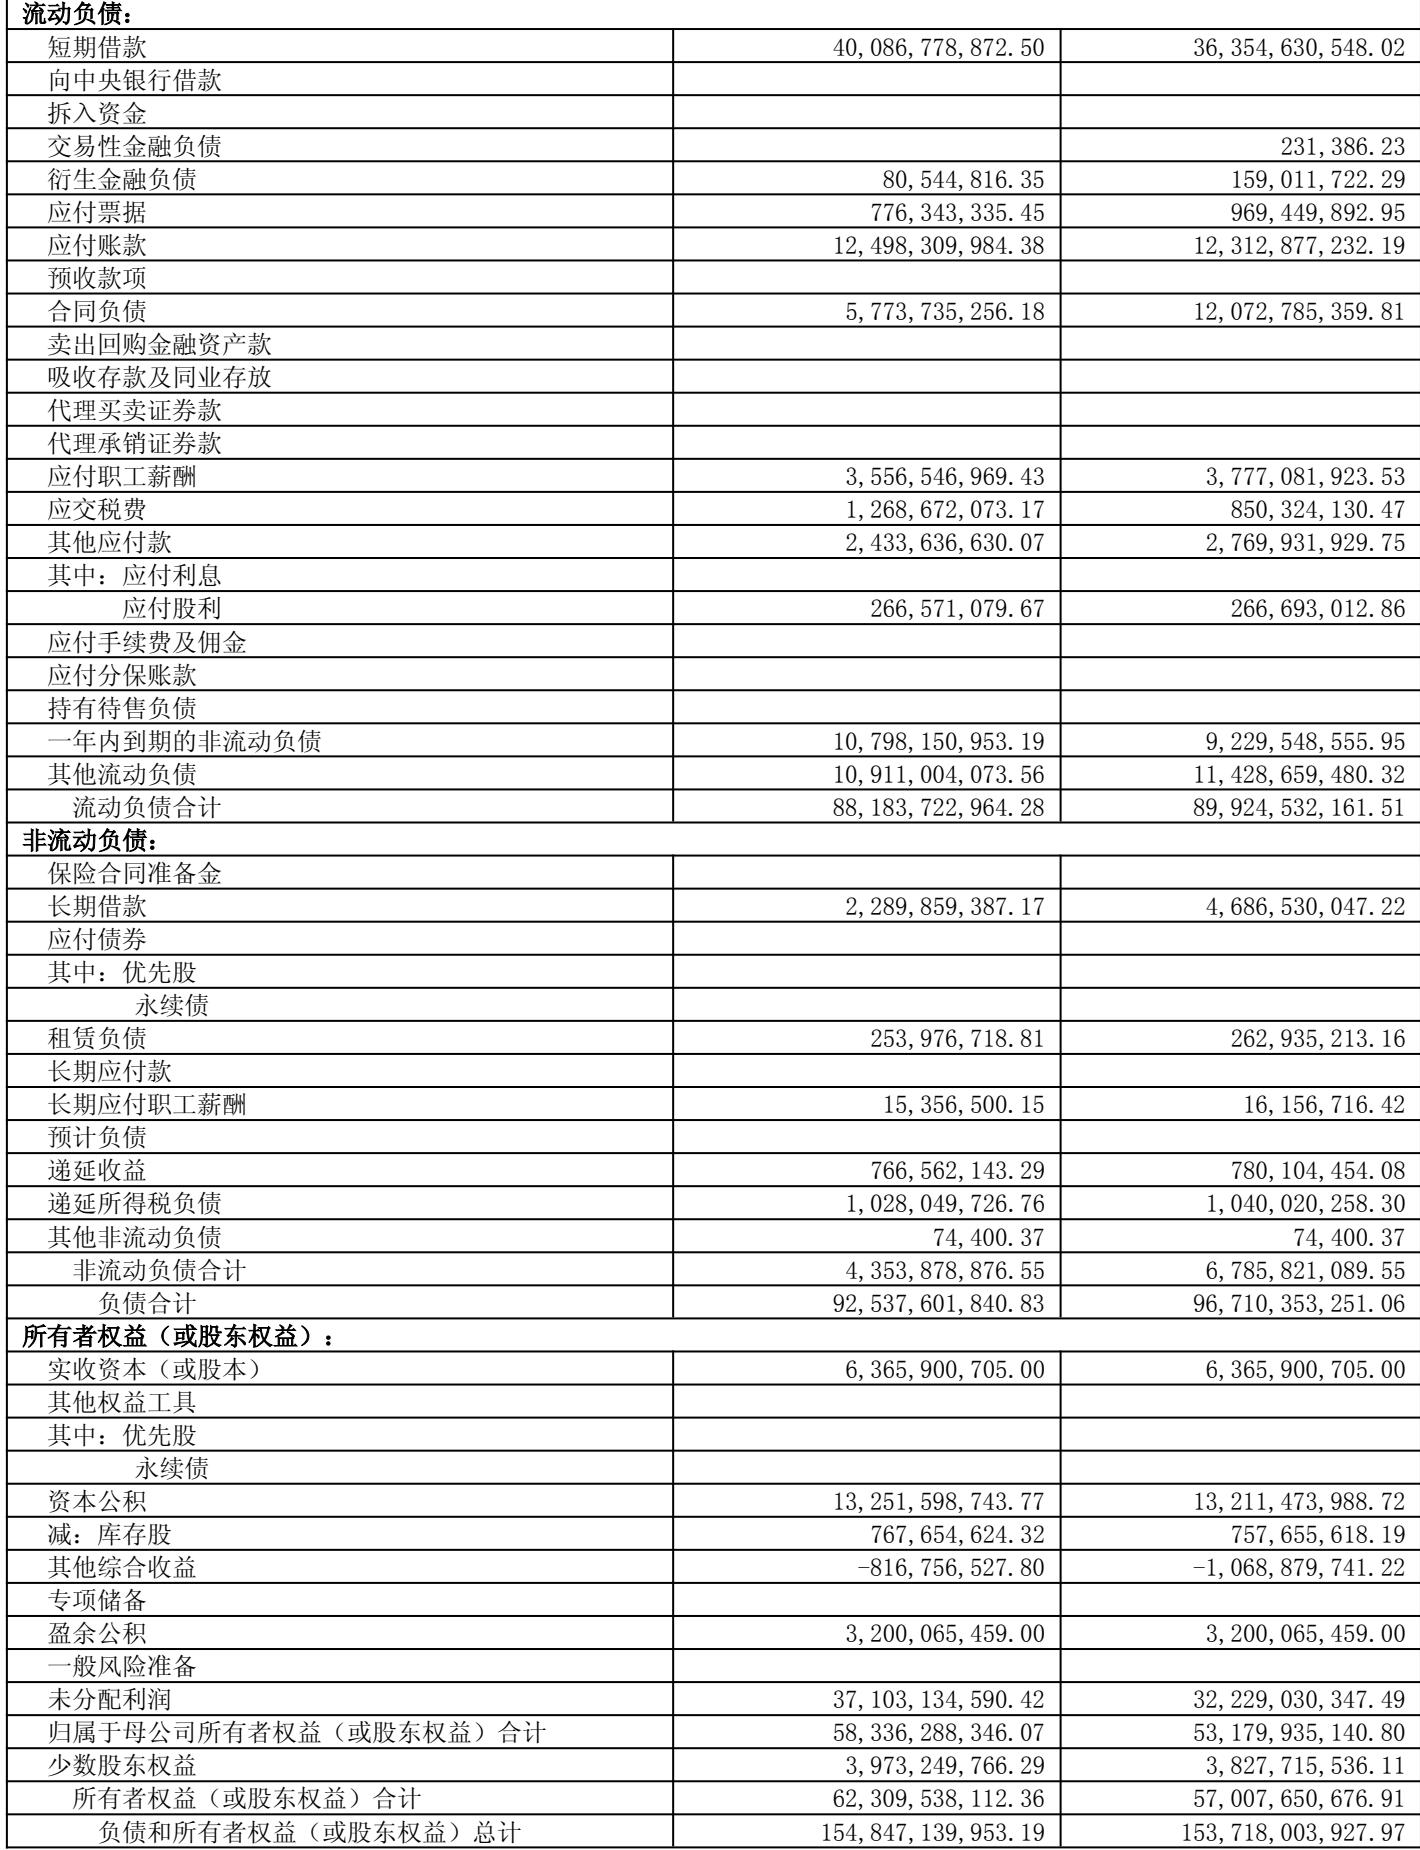 流动负债：
短期借款 40,086,778,872.50 36,354,630,548.02
向中央银行借款
拆入资金
交易性金融负债 231,386.23
衍生金融负债 80,544,816.35 159,011,722.29
应付票据 776,343,335.45 969,449,892.95
应付账款 12,498,309,984.38 12,312,877,232.19
预收款项
合同负债 5,773,735,256.18 12,072,785,359.81
卖出回购金融资产款
吸收存款及同业存放
代理买卖证券款
代理承销证券款
应付职工薪酬 3,556,546,969.43 3,777,081,923.53
应交税费 1,268,672,073.17 850,324,130.47
其他应付款 2,433,636,630.07 2,769,931,929.75
其中：应付利息
应付股利 266,571,079.67 266,693,012.86
应付手续费及佣金
应付分保账款
持有待售负债
一年内到期的非流动负债 10,798,150,953.19 9,229,548,555.95
其他流动负债 10,911,004,073.56 11,428,659,480.32
流动负债合计 88,183,722,964.28 89,924,532,161.51
非流动负债：
保险合同准备金
长期借款 2,289,859,387.17 4,686,530,047.22
应付债券
其中：优先股
永续债
租赁负债 253,976,718.81 262,935,213.16
长期应付款
长期应付职工薪酬 15,356,500.15 16,156,716.42
预计负债
递延收益 766,562,143.29 780,104,454.08
递延所得税负债 1,028,049,726.76 1,040,020,258.30
其他非流动负债 74,400.37 74,400.37
非流动负债合计 4,353,878,876.55 6,785,821,089.55
负债合计 92,537,601,840.83 96,710,353,251.06
所有者权益（或股东权益）：
实收资本（或股本） 6,365,900,705.00 6,365,900,705.00
其他权益工具
其中：优先股
永续债
资本公积 13,251,598,743.77 13,211,473,988.72
减：库存股 767,654,624.32 757,655,618.19
其他综合收益 -816,756,527.80 -1,068,879,741.22
专项储备
盈余公积 3,200,065,459.00 3,200,065,459.00
一般风险准备
未分配利润 37,103,134,590.42 32,229,030,347.49
归属于母公司所有者权益（或股东权益）合计 58,336,288,346.07 53,179,935,140.80
少数股东权益 3,973,249,766.29 3,827,715,536.11
所有者权益（或股东权益）合计 62,309,538,112.36 57,007,650,676.91
负债和所有者权益（或股东权益）总计 154,847,139,953.19 153,718,003,927.97